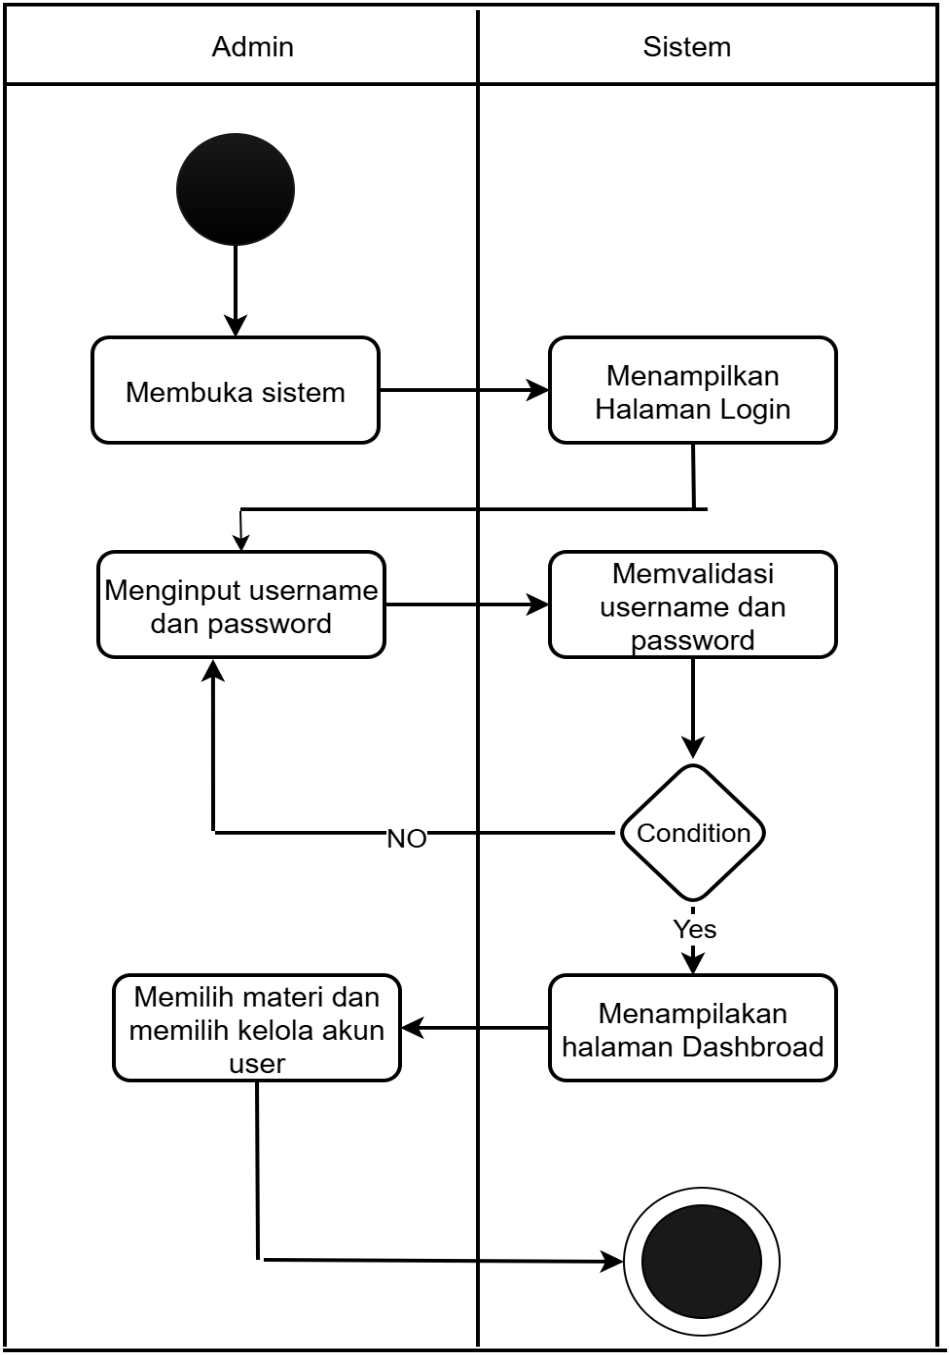 Admin
Sistem
Membuka sistem
Menampilkan
Halaman Login
Menginput username
dan password
Memvalidasi
username dan
password
Condition
NO
Yes
Memilih materi dan
memilih kelola akun
user
Menampilakan
halaman Dashbroad